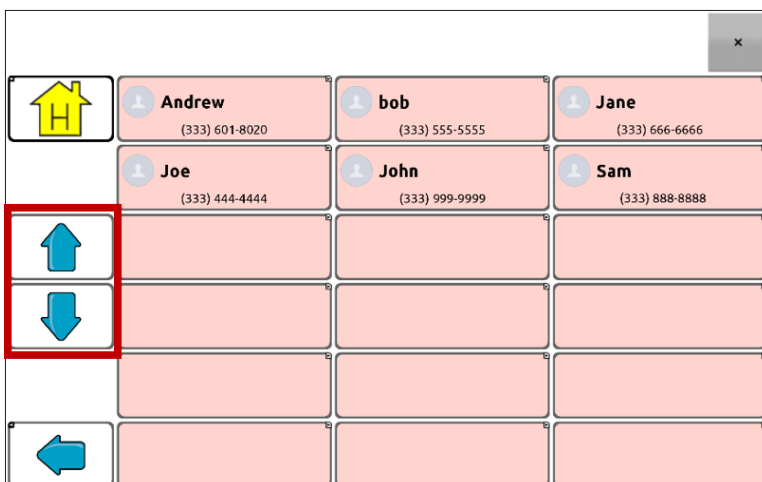 ×
H
Andrew
(333) 601-8020
bob
(333) 555-5555
Jane
(333) 666-6666
Joe
(333) 444-4444
John
(333) 999-9999
Sam
(333) 888-8888